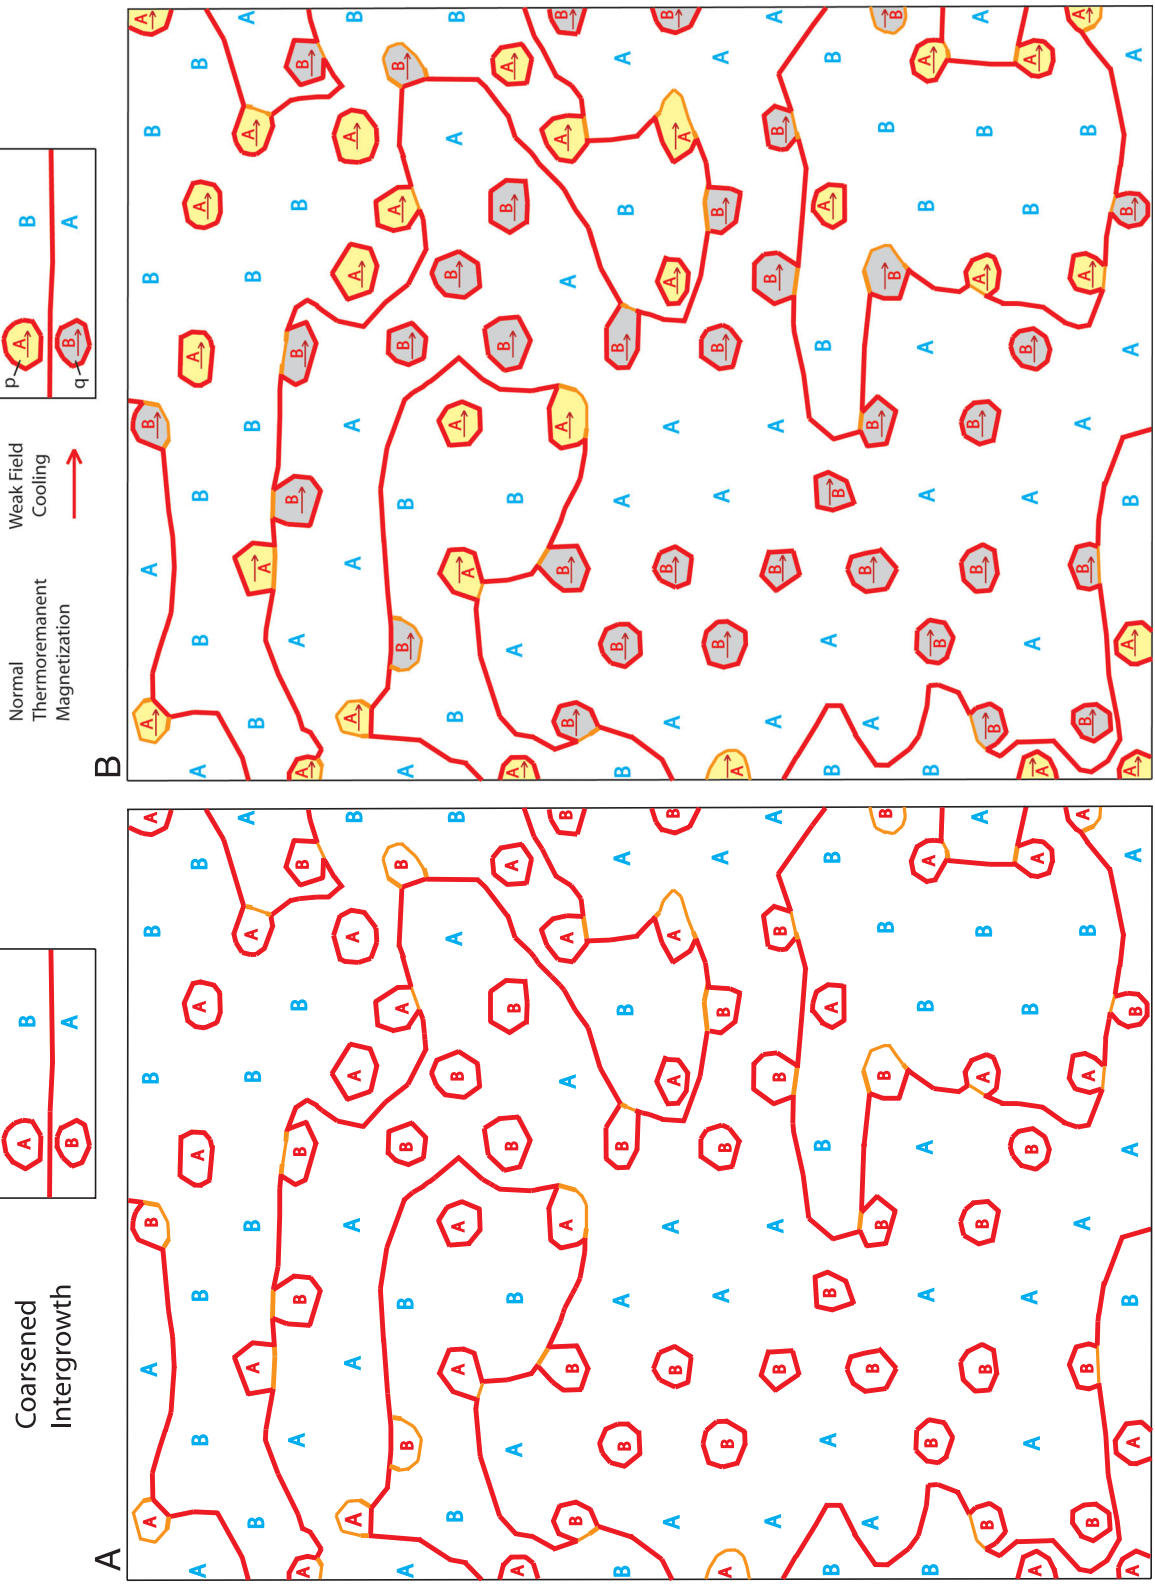 Coarsened
Intergrowth
A B
B A
A
A A B B B A
A B B A A B
B A B B A A
A A B B B B
A A A A A B
A B B B A B
B A A B A B
A A B B B A
B B A A A B
B B A B B A
A B A A A B
A B A B B A
A B A B B A
B A B B A B
A B B B B B
B B A A B A
B B B A B A
A A A B B A
B B A A B A
A A B A B A
Normal
Thermoremanent
Magnetization
Weak Field
Cooling
p
A B
B A
q
B
A A B B B A
A B B A A B
B A B B A A
A A B B B B
A A A A A B
A B B B A B
B A A B A B
A A B B B A
B B A A A B
B B A B B A
A B A A A B
A B A B B A
A B A B B A
B A B B A B
A B B B B B
B B A A B A
B B B A B A
A A A B B A
B B A A B A
A A B A B A